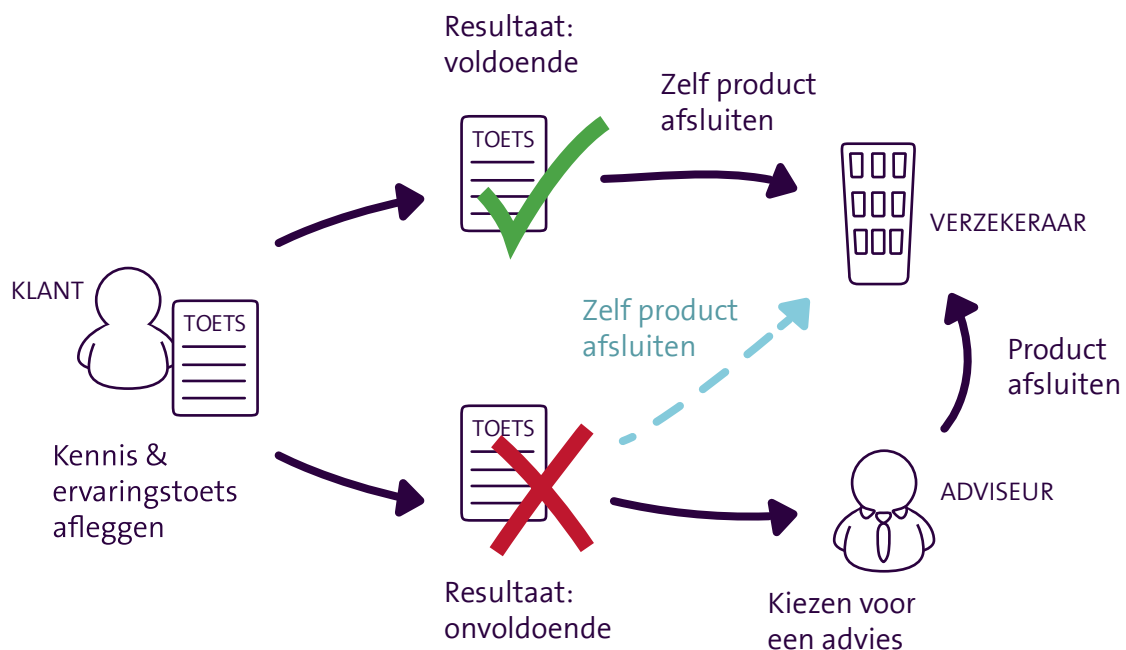 Resultaat:
voldoende
Zelf product
afsluiten
TOETS
VERZEKERAAR
KLANT
TOETS
Zelf product
afsluiten
Product
afsluiten
TOETS
Kennis &
ervaringstoets
afleggen
ADVISEUR
Resultaat:
onvoldoende
Kiezen voor
een advies